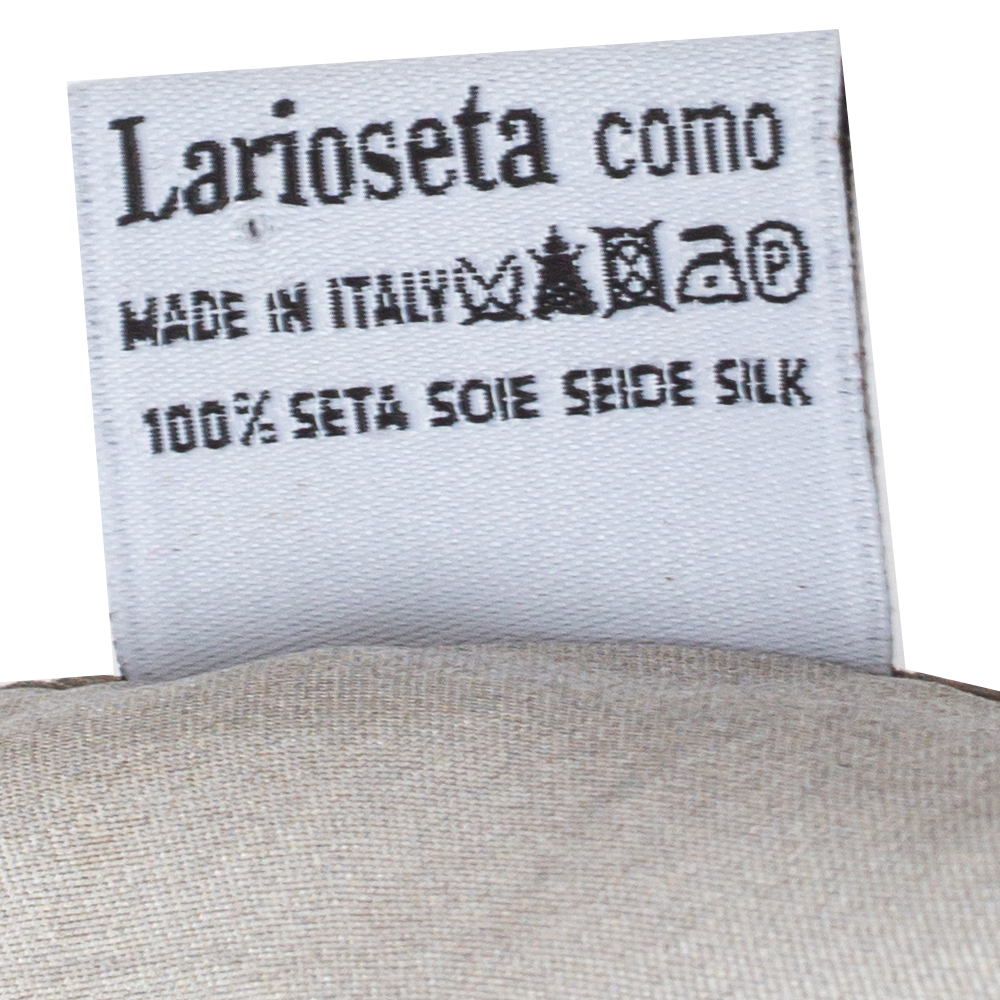 Larioseta como
MADE IN ITALY P
100% SETA SOIE SEIDE SILK